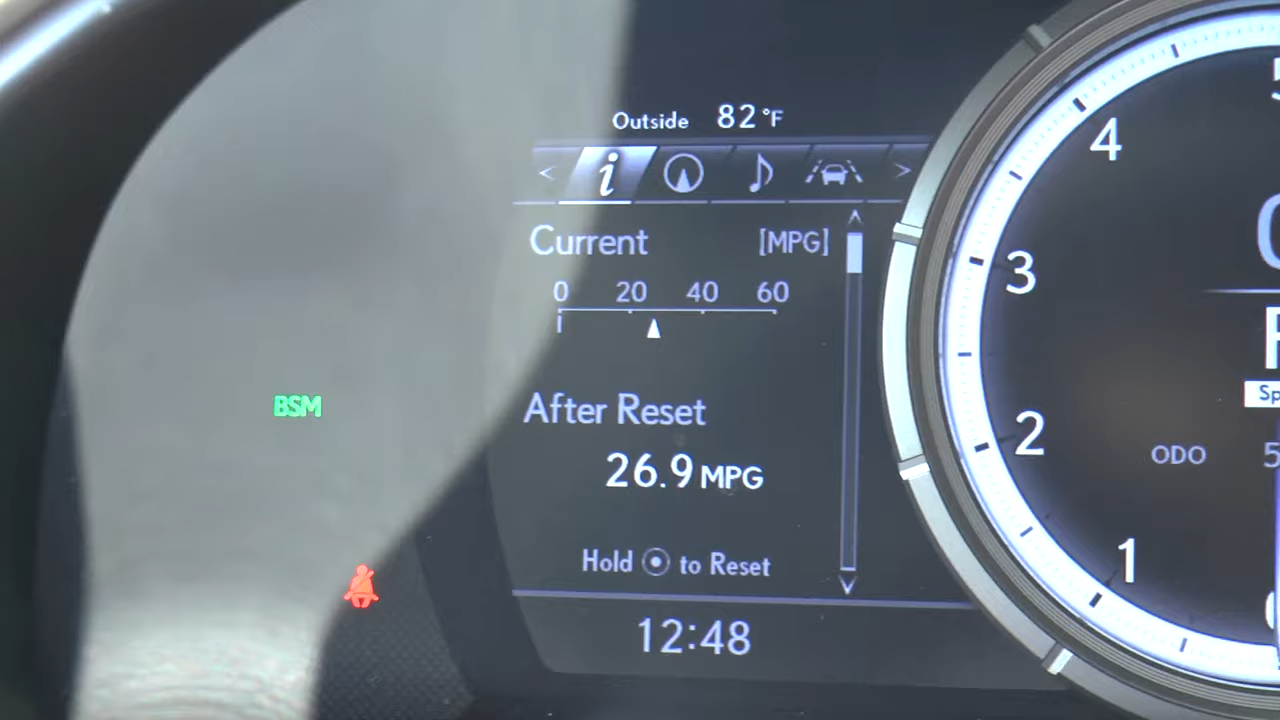 Outside 82 °F
< i >
Current [MPG]
0 20 40 60
After Reset
26.9 MPG
Hold to Reset
12:48
BSM
4
3
2
1
ODO